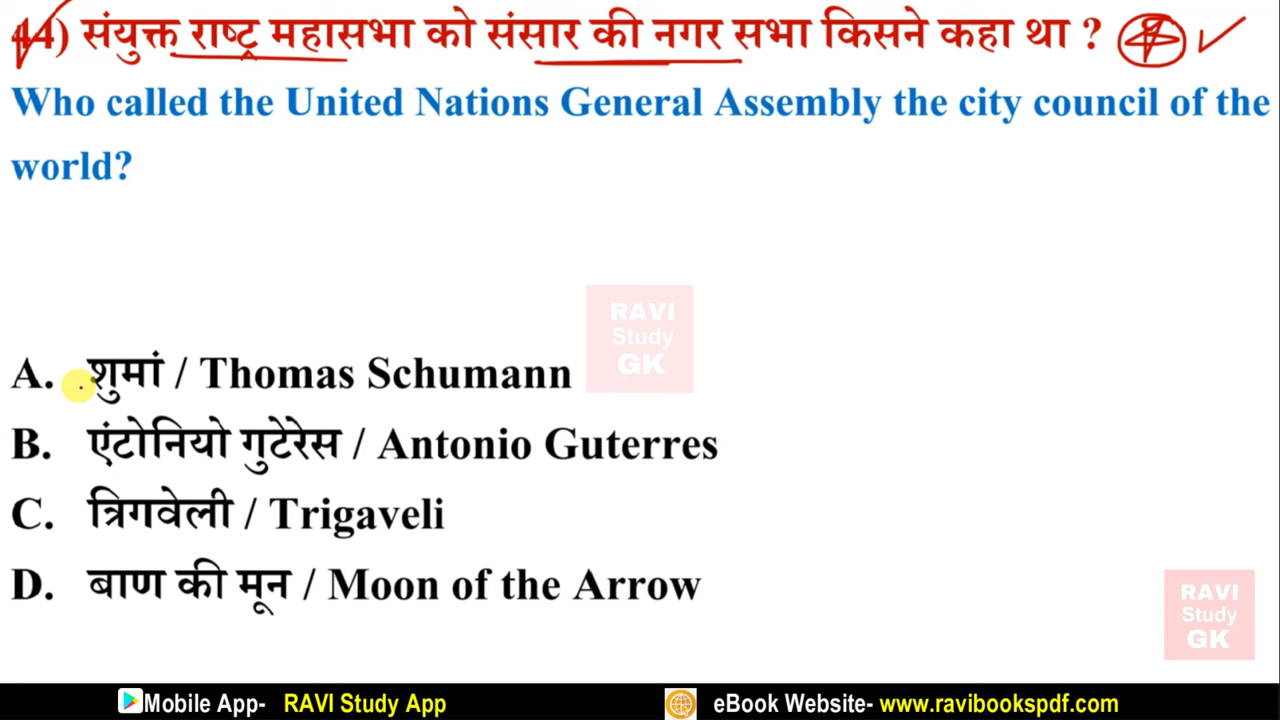 44) संयुक्त राष्ट्र महासभा को संसार की नगर सभा किसने कहा था ?
Who called the United Nations General Assembly the city council of the
world?
RAVI
Study
GK
A. शुमां / Thomas Schumann
B. एंटोनियो गुटेरेस / Antonio Guterres
C. त्रिगवेली / Trigaveli
D. बाण की मून / Moon of the Arrow
RAVI
Study
GK
Mobile App- RAVI Study App eBook Website- www.ravibookspdf.com